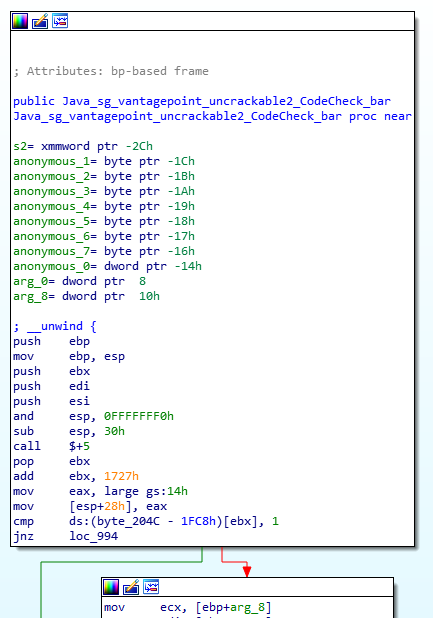 ; Attributes: bp-based frame
public Java_sg_vantagepoint_uncrackable2_CodeCheck_bar
Java_sg_vantagepoint_uncrackable2_CodeCheck_bar proc near
s2= xmmword ptr -2Ch
anonymous_1= byte ptr -1Ch
anonymous_2= byte ptr -1Bh
anonymous_3= byte ptr -1Ah
anonymous_4= byte ptr -19h
anonymous_5= byte ptr -18h
anonymous_6= byte ptr -17h
anonymous_7= byte ptr -16h
anonymous_0= dword ptr -14h
arg_0= dword ptr  8
arg_8= dword ptr  10h
; __unwind {
push    ebp
mov     ebp, esp
push    ebx
push    edi
push    esi
and     esp, 0FFFFFFF0h
sub     esp, 30h
call    $+5
pop     ebx
add     ebx, 1727h
mov     eax, large gs:14h
mov     [esp+28h], eax
cmp     ds:(byte_204C - 1FC8h)[ebx], 1
jnz     loc_994
mov     ecx, [ebp+arg_8]